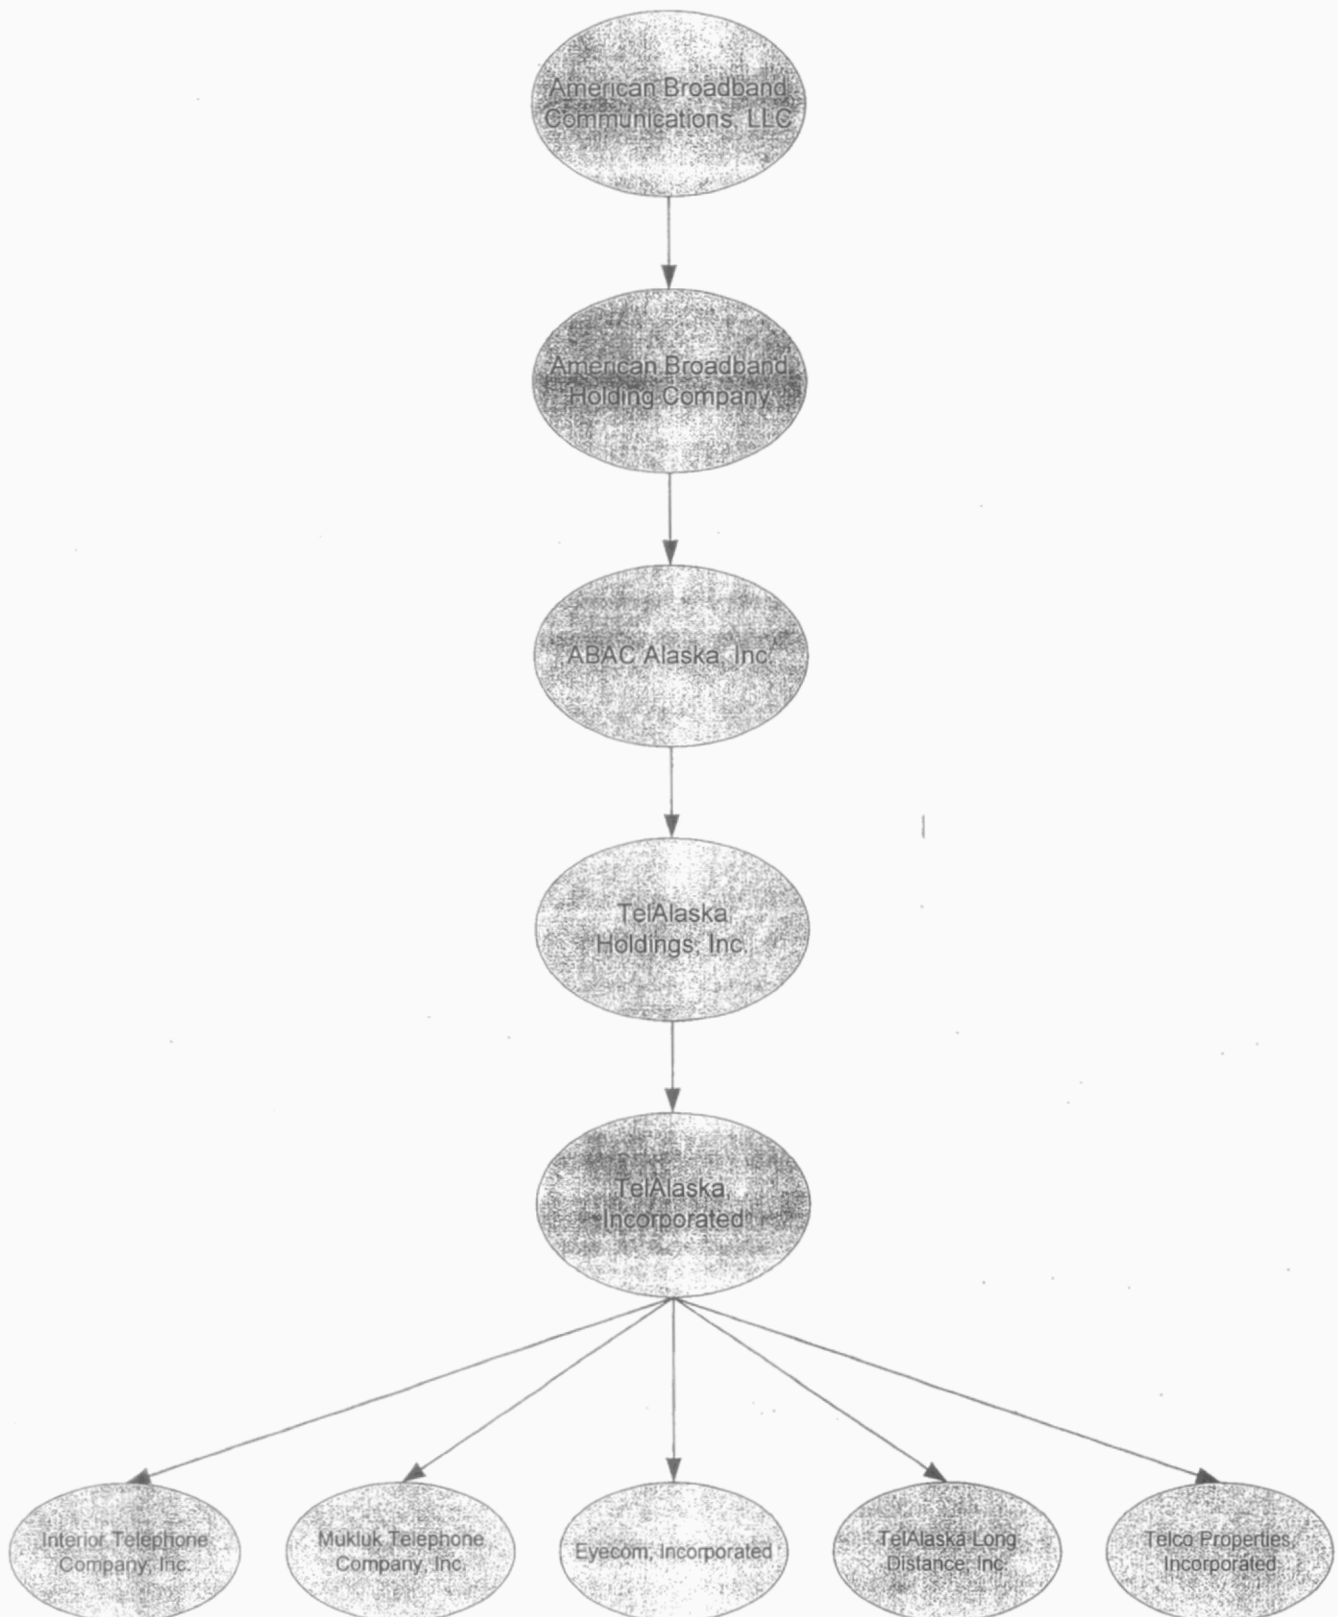 American Broadband
Communications, LLC
American Broadband
Holding Company
ABAC Alaska, Inc.
TelAlaska
Holdings, Inc.
TelAlaska,
Incorporated
Interior Telephone
Company, Inc.
Mukluk Telephone
Company, Inc.
Eyecom, Incorporated
TelAlaska Long
Distance, Inc.
Telco Properties,
Incorporated